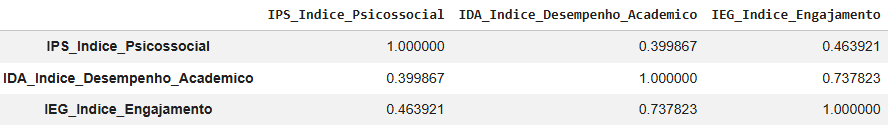 IPS_Indice_Psicossocial IDA_Indice_Desempenho_Academico IEG_Indice_Engajamento
IPS_Indice_Psicossocial 1.000000 0.399867 0.463921
IDA_Indice_Desempenho_Academico 0.399867 1.000000 0.737823
IEG_Indice_Engajamento 0.463921 0.737823 1.000000